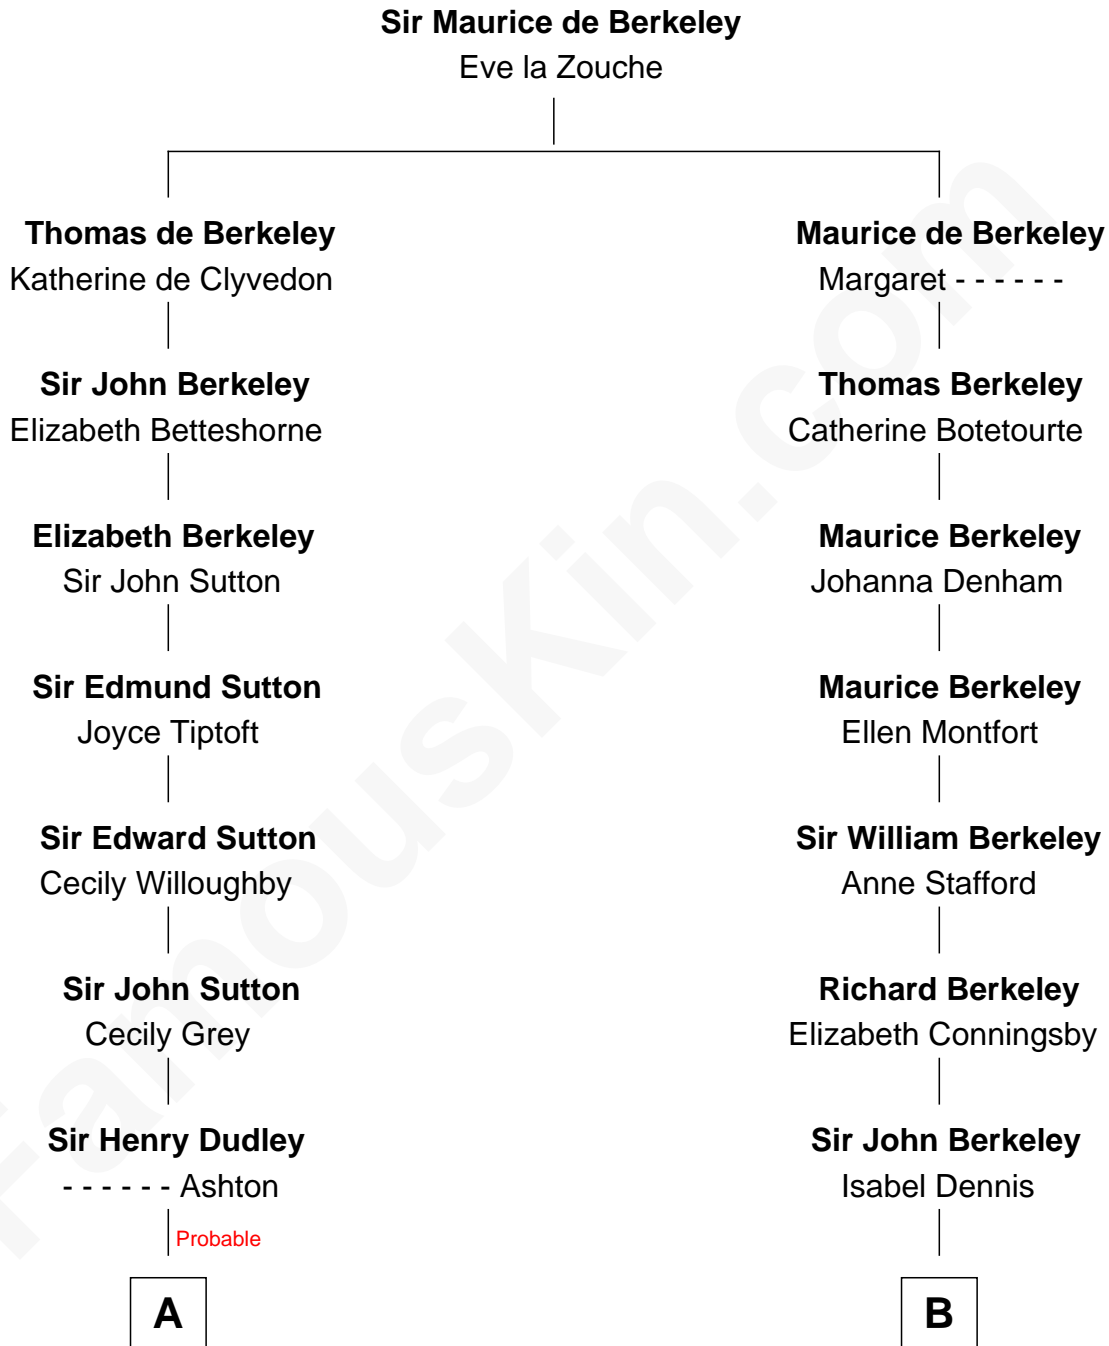 Sir Maurice de Berkeley
Eve la Zouche
Thomas de Berkeley
Katherine de Clyvedon
Sir John Berkeley
Elizabeth Betteshorne
Elizabeth Berkeley
Sir John Sutton
Sir Edmund Sutton
Joyce Tiptoft
Sir Edward Sutton
Cecily Willoughby
Sir John Sutton
Cecily Grey
Sir Henry Dudley
- - - - - - Ashton
Probable
A
Maurice de Berkeley
Margaret - - - - - -
Thomas Berkeley
Catherine Botetourte
Maurice Berkeley
Johanna Denham
Maurice Berkeley
Ellen Montfort
Sir William Berkeley
Anne Stafford
Richard Berkeley
Elizabeth Conningsby
Sir John Berkeley
Isabel Dennis
B
FamousKin.com